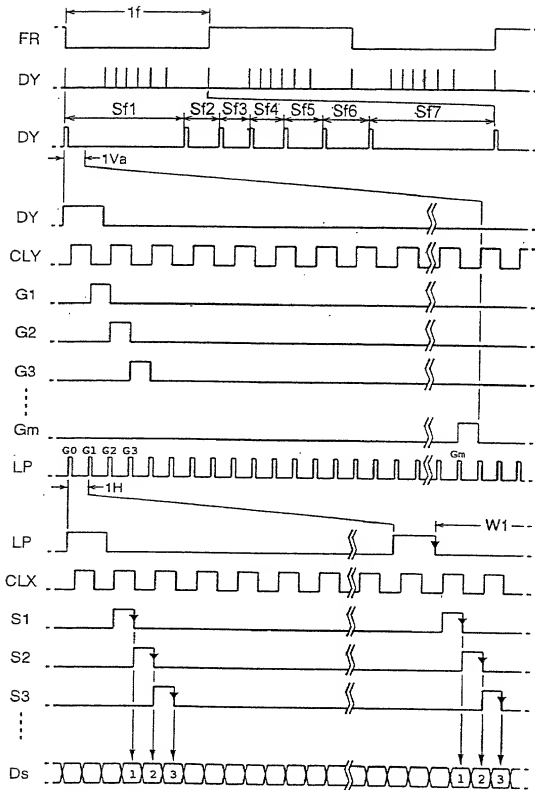 1f
FR
DY
Sf1 Sf2 Sf3 Sf4 Sf5 Sf6 Sf7
DY
1Va
DY
CLY
G1
G2
G3
Gm
G0 G1 G2 G3 Gm
LP
1H
W1
LP
CLX
S1
S2
S3
Ds 1 2 3 1 2 3